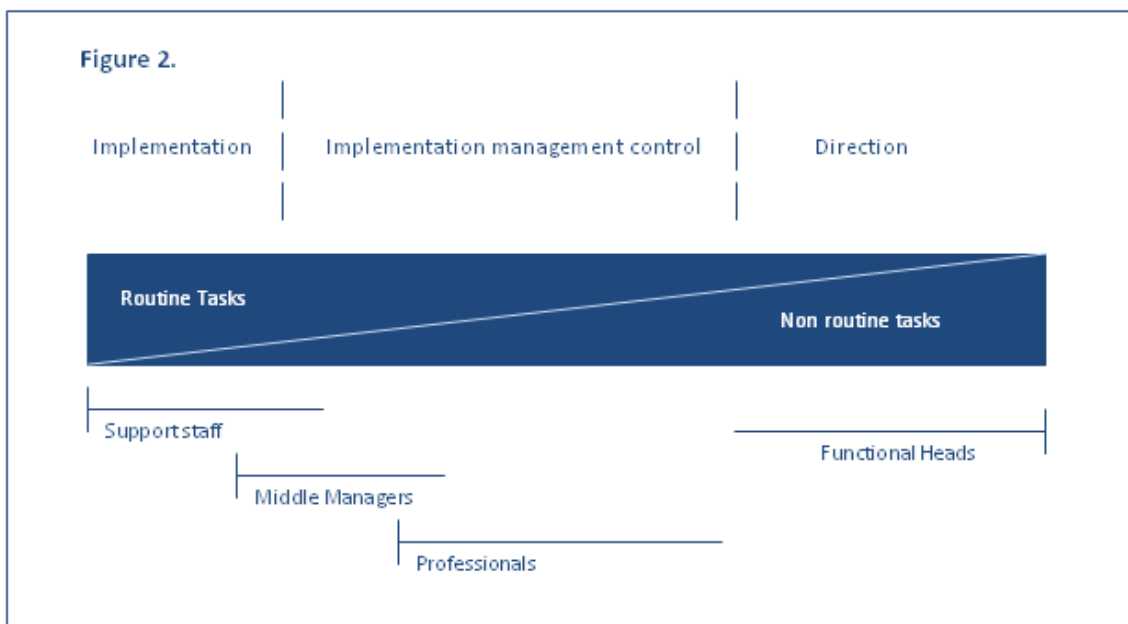 Figure 2.
Implementation
Implementation management control
Direction
Routine Tasks
Non routine tasks
Support staff
Functional Heads
Middle Managers
Professionals